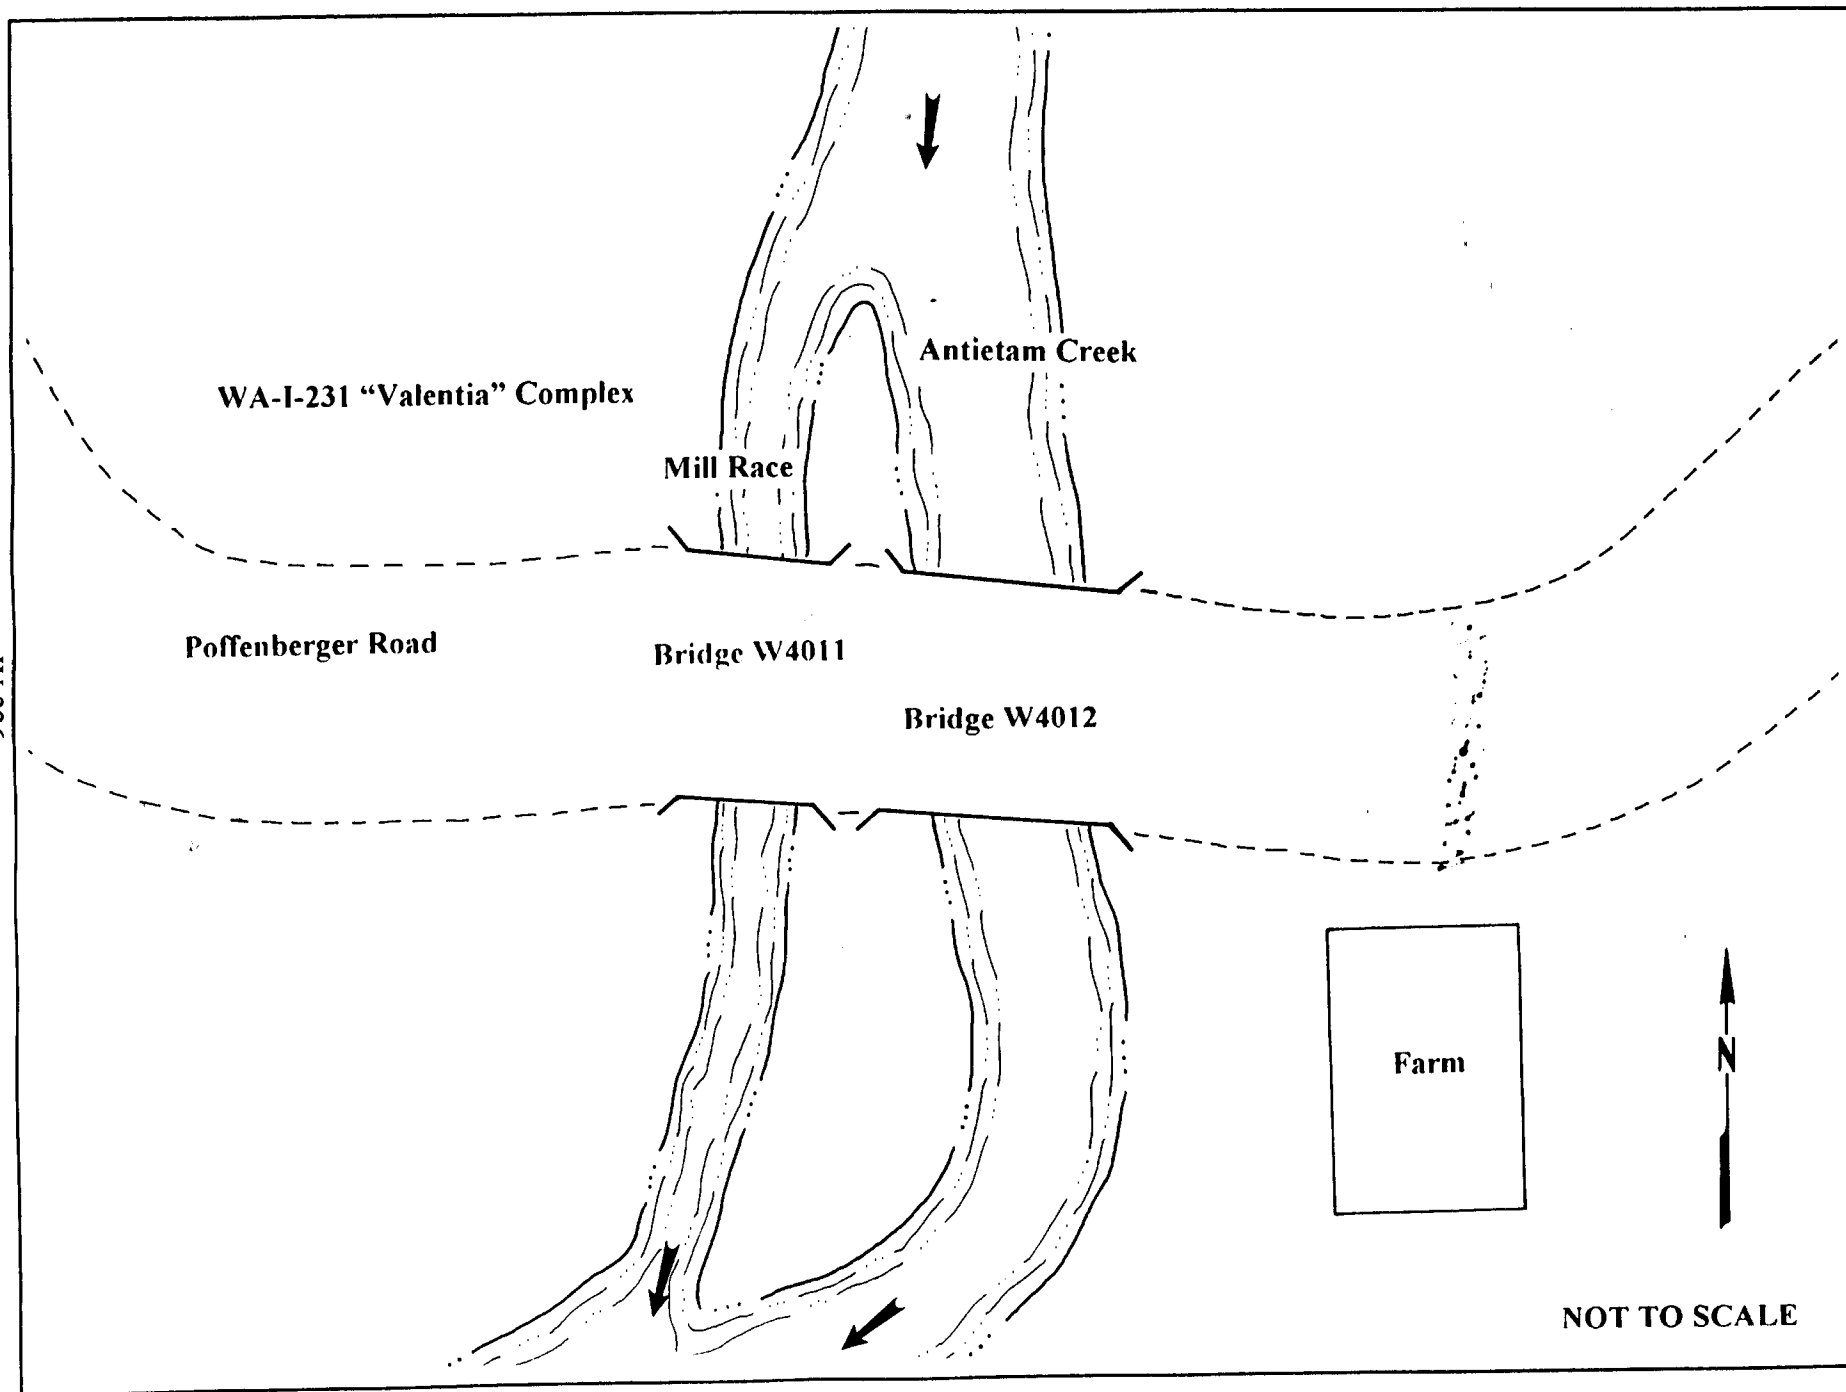 Antietam Creek
WA-I-231 “Valentia” Complex
Mill Race
Poffenberger Road
Bridge W4011
Bridge W4012
Farm
N
NOT TO SCALE